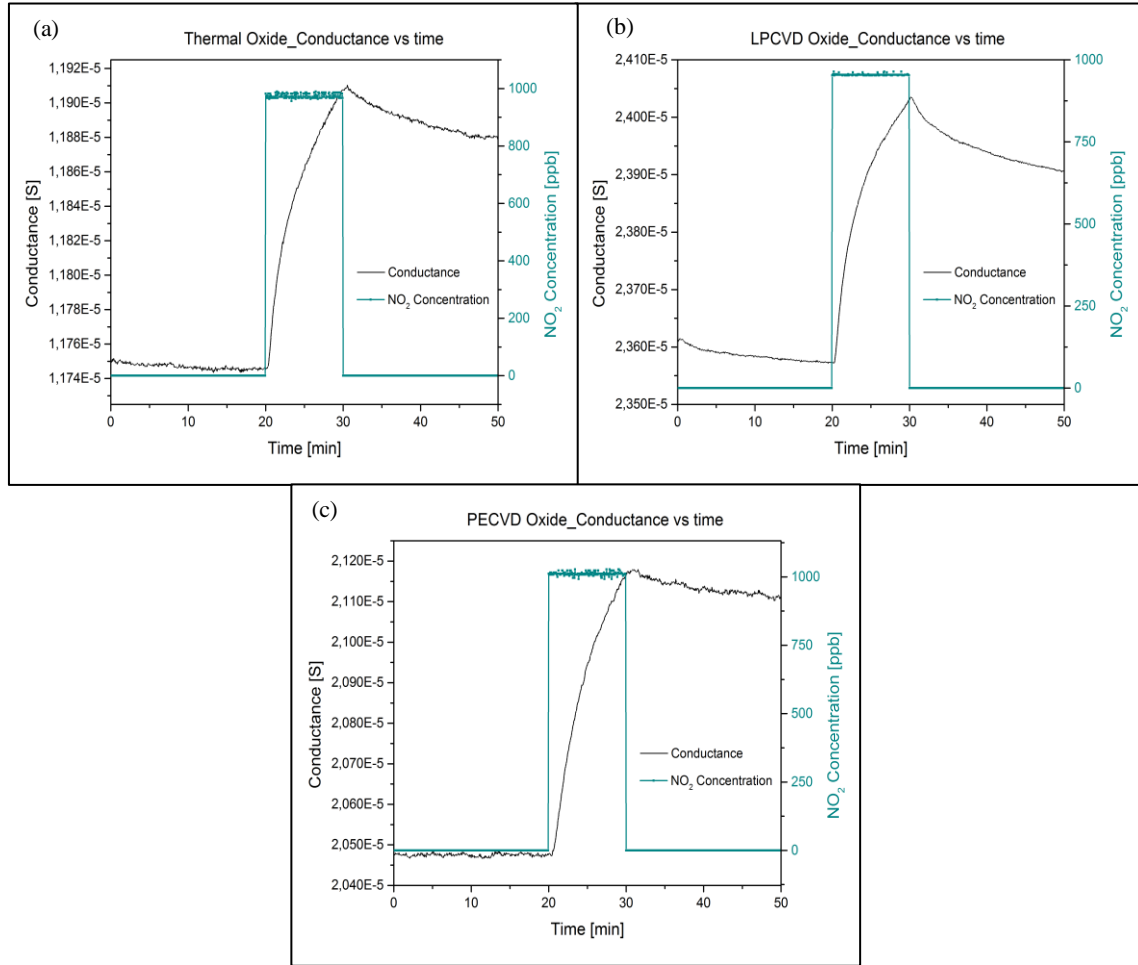 (a)
Thermal Oxide_Conductance vs time
1,192E-5
1,190E-5
1,188E-5
1,186E-5
1,184E-5
1,182E-5
1,180E-5
1,178E-5
1,176E-5
1,174E-5
Conductance [S]
1000
800
600
400
200
0
NO₂ Concentration [ppb]
Conductance
NO₂ Concentration
0 10 20 30 40 50
Time [min]
(b)
LPCVD Oxide_Conductance vs time
2,410E-5
2,400E-5
2,390E-5
2,380E-5
2,370E-5
2,360E-5
2,350E-5
Conductance [S]
1000
750
500
250
0
NO₂ Concentration [ppb]
Conductance
NO₂ Concentration
0 10 20 30 40 50
Time [min]
(c)
PECVD Oxide_Conductance vs time
2,120E-5
2,110E-5
2,100E-5
2,090E-5
2,080E-5
2,070E-5
2,060E-5
2,050E-5
2,040E-5
Conductance [S]
1000
750
500
250
0
NO₂ Concentration [ppb]
Conductance
NO₂ Concentration
0 10 20 30 40 50
Time [min]